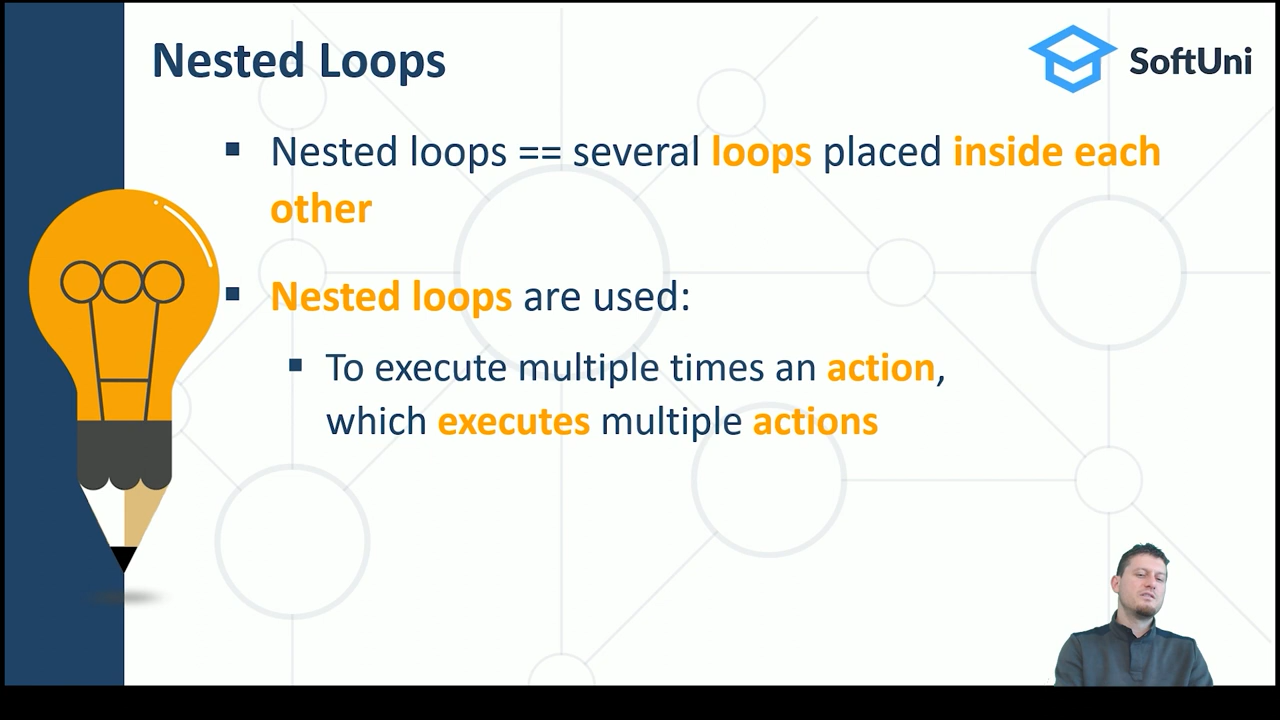 Nested Loops
SoftUni
▪ Nested loops == several loops placed inside each
other
▪ Nested loops are used:
▪ To execute multiple times an action,
which executes multiple actions